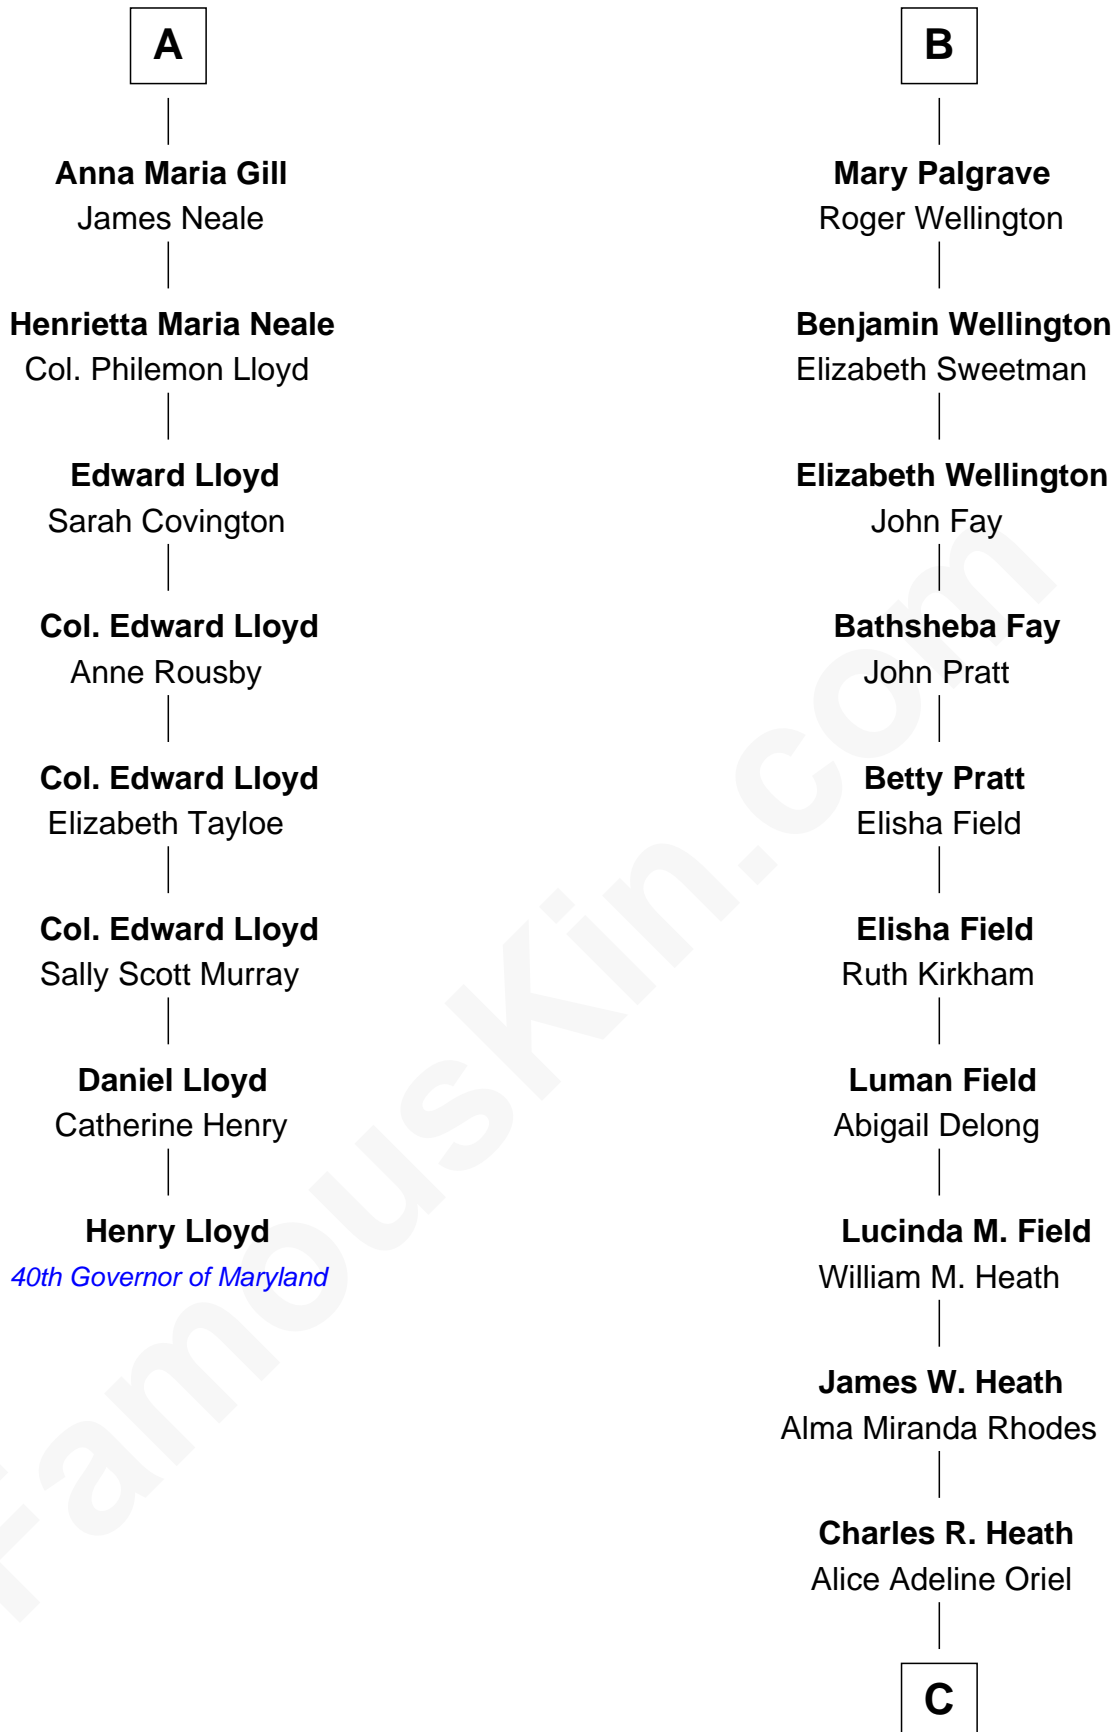 A
Anna Maria Gill
James Neale
Henrietta Maria Neale
Col. Philemon Lloyd
Edward Lloyd
Sarah Covington
Col. Edward Lloyd
Anne Rousby
Col. Edward Lloyd
Elizabeth Tayloe
Col. Edward Lloyd
Sally Scott Murray
Daniel Lloyd
Catherine Henry
Henry Lloyd
40th Governor of Maryland
B
Mary Palgrave
Roger Wellington
Benjamin Wellington
Elizabeth Sweetman
Elizabeth Wellington
John Fay
Bathsheba Fay
John Pratt
Betty Pratt
Elisha Field
Elisha Field
Ruth Kirkham
Luman Field
Abigail Delong
Lucinda M. Field
William M. Heath
James W. Heath
Alma Miranda Rhodes
Charles R. Heath
Alice Adeline Oriel
C
FamousKin.com